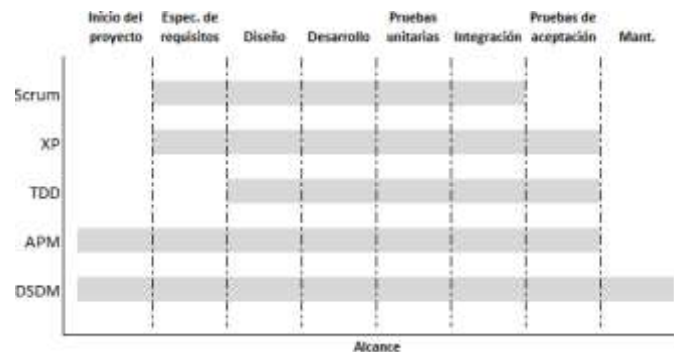 Inicio del proyecto
Espec. de requisitos
Diseño
Desarrollo
Pruebas unitarias
Integración
Pruebas de aceptación
Mant.
Scrum
XP
TDD
APM
DSDM
Alcance